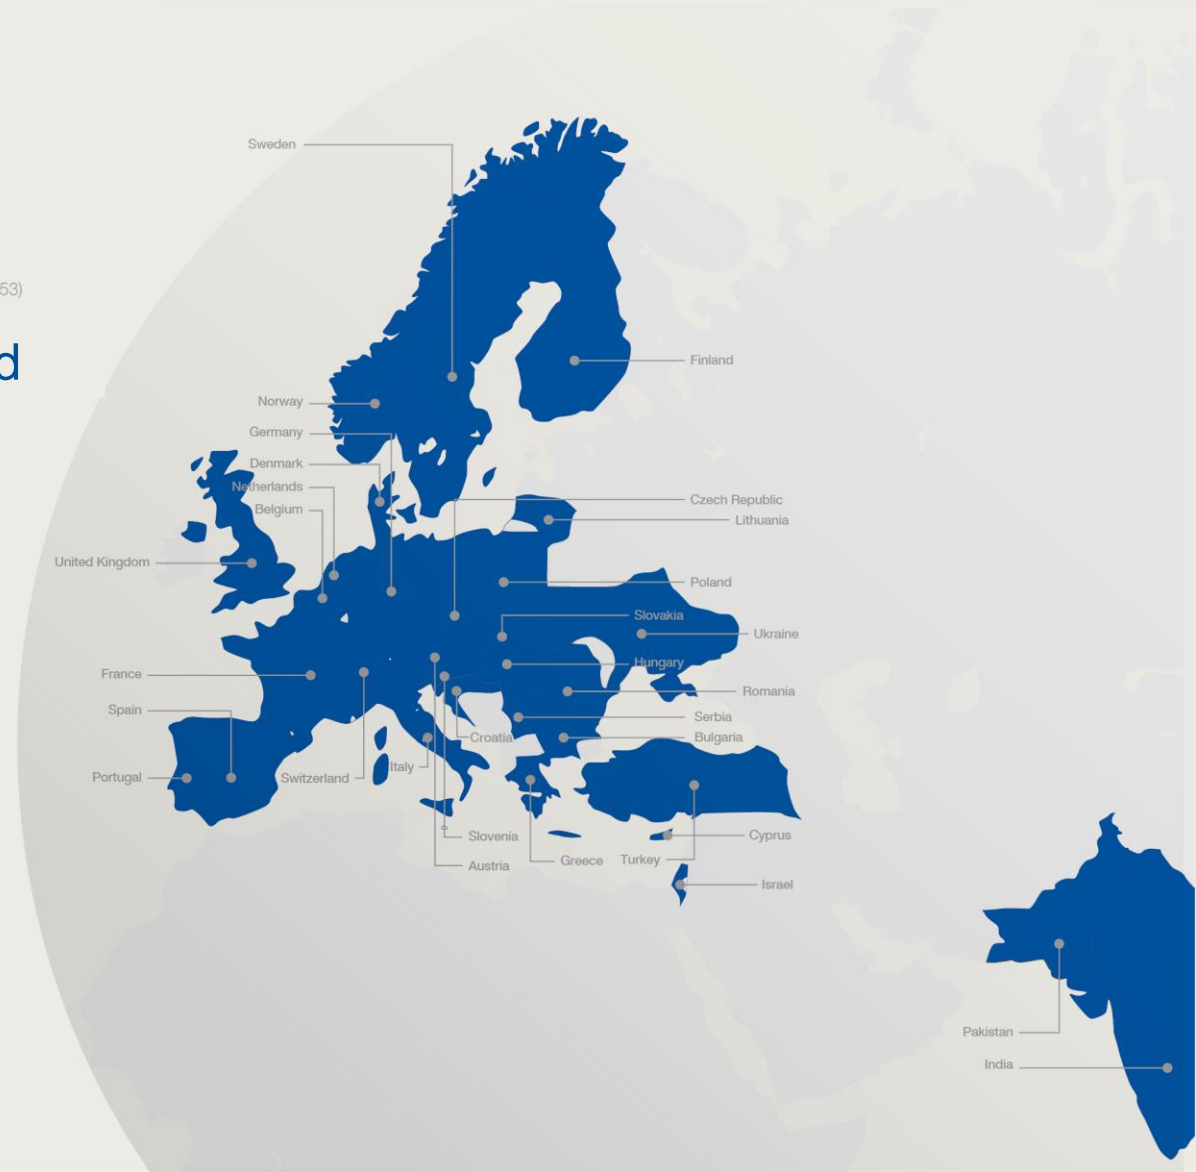 Sweden
53)
d
Finland
Norway
Germany
Denmark
Netherlands
Belgium
Czech Republic
Lithuania
United Kingdom
Poland
Slovakia
Ukraine
Hungary
France
Romania
Spain
Serbia
Croatia
Bulgaria
Italy
Portugal
Switzerland
Slovenia
Cyprus
Austria
Greece
Turkey
Israel
Pakistan
India